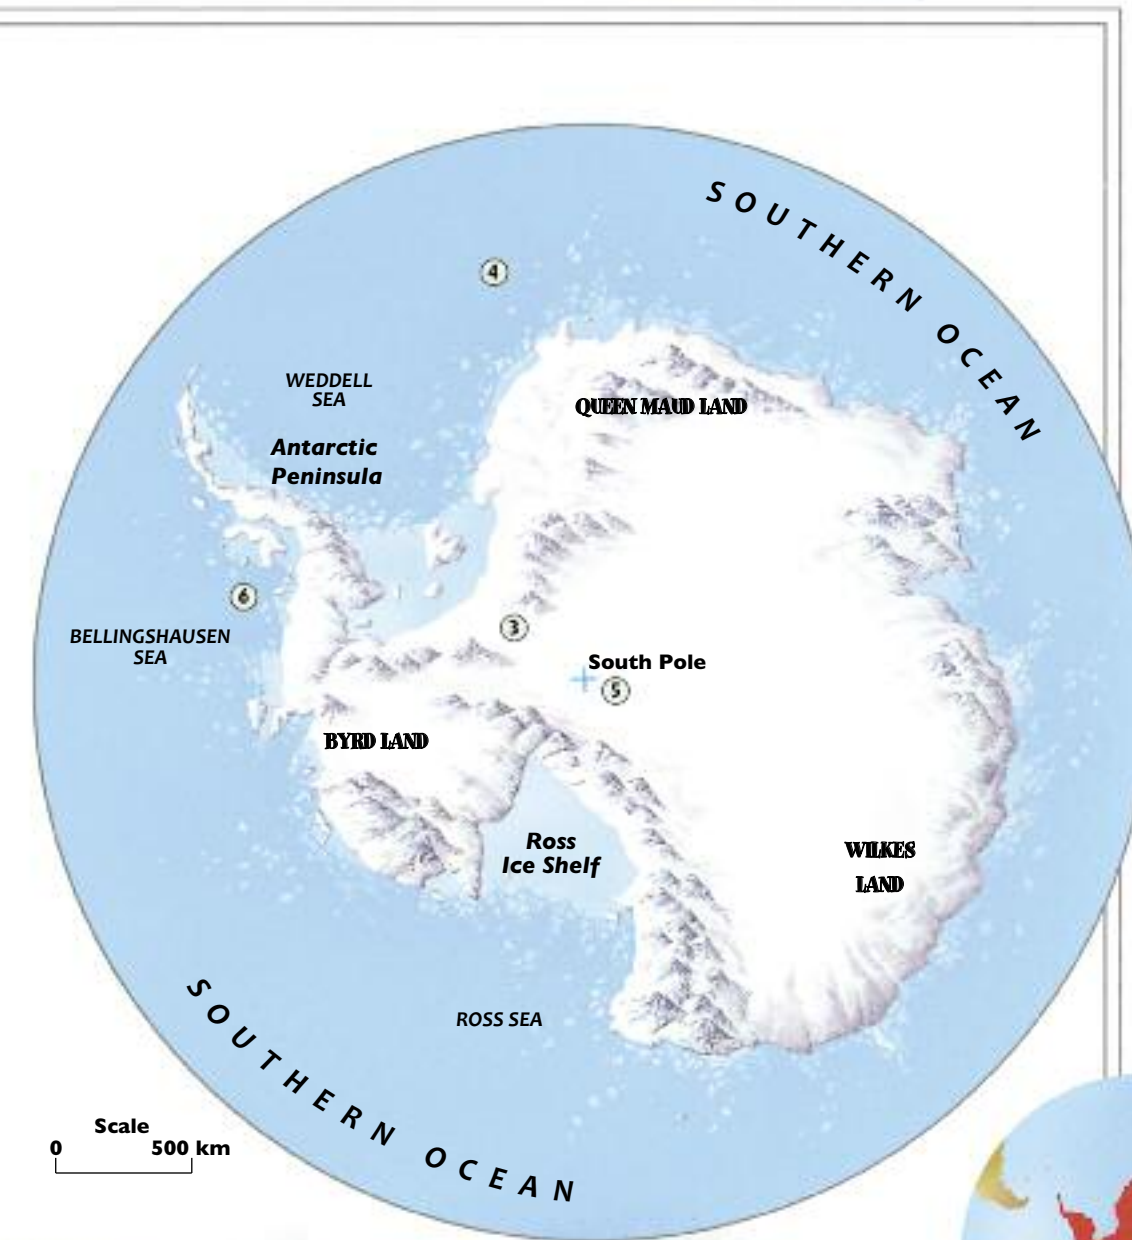 SOUTHERN OCEAN
4
WEDDELL
SEA
QUEEN MAUD LAND
Antarctic
Peninsula
6
3
BELLINGSHAUSEN
SEA
South Pole
5
BYRD LAND
Ross
Ice Shelf
WILKES
LAND
ROSS SEA
SOUTHERN OCEAN
Scale
0 500 km